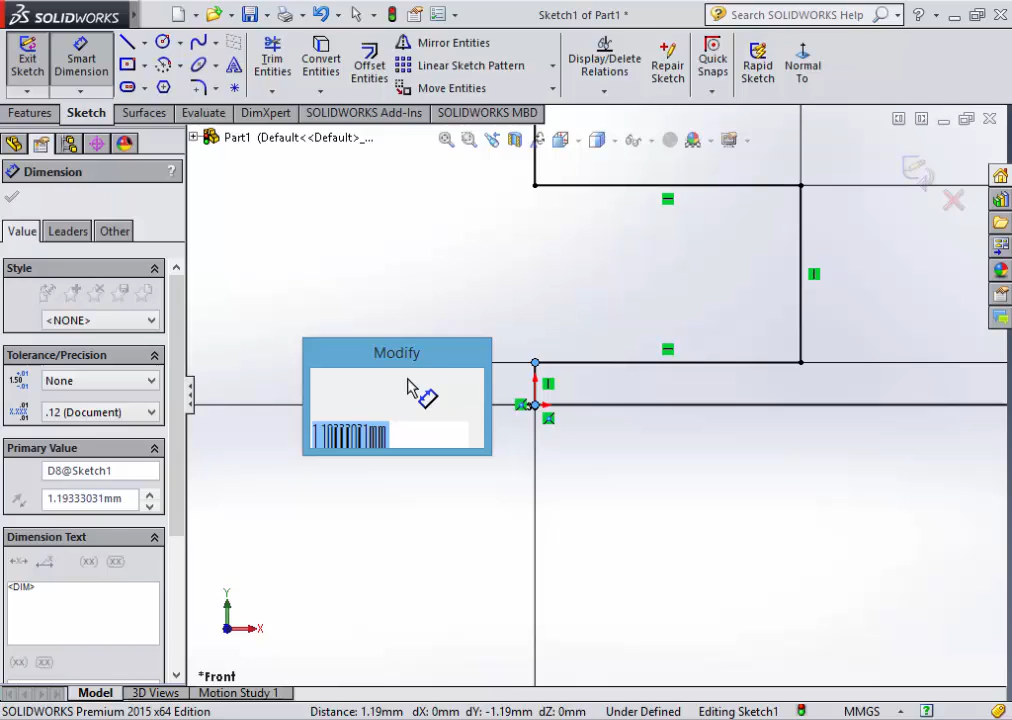 SOLIDWORKS
Sketch1 of Part1 *
Search SOLIDWORKS Help
Exit Sketch
Smart Dimension
Trim Entities
Convert Entities
Offset Entities
Mirror Entities
Linear Sketch Pattern
Move Entities
Display/Delete Relations
Repair Sketch
Quick Snaps
Rapid Sketch
Normal To
Features
Sketch
Surfaces
Evaluate
DimXpert
SOLIDWORKS Add-Ins
SOLIDWORKS MBD
Part1 (Default<<Default>_...
Dimension
?
Value
Leaders
Other
Style
<NONE>
Tolerance/Precision
None
.12 (Document)
Primary Value
D8@Sketch1
1.19333031mm
Dimension Text
<DIM>
Modify
Y
X
*Front
Model
3D Views
Motion Study 1
SOLIDWORKS Premium 2015 x64 Edition
Distance: 1.19mm dX: 0mm dY: -1.19mm dZ: 0mm
Under Defined
Editing Sketch1
MMGS